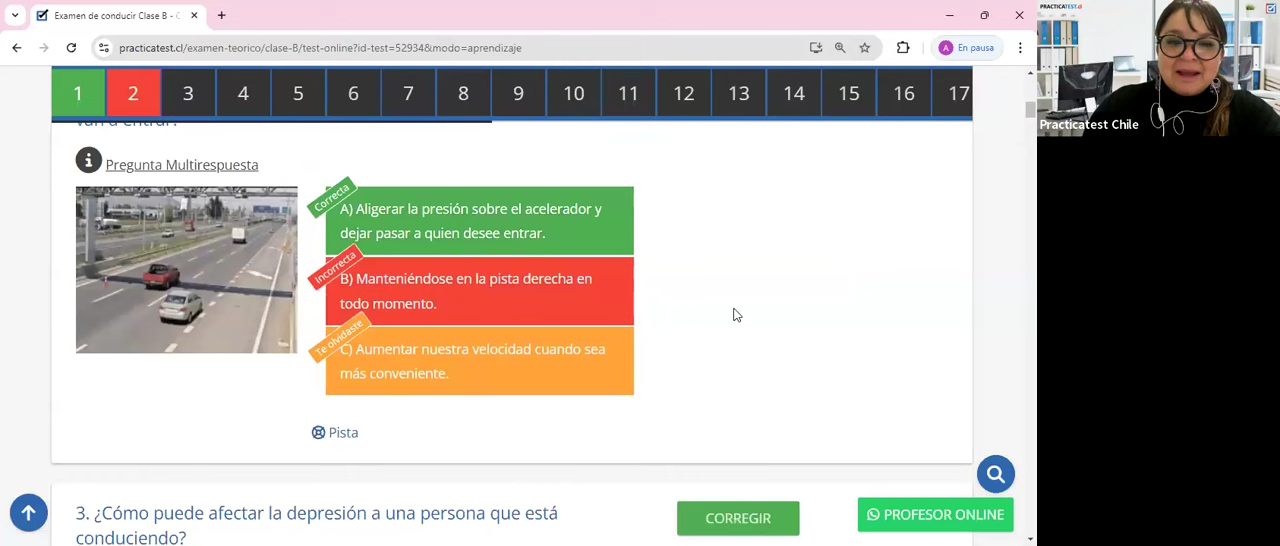 Examen de conducir Clase B - C
practicatest.cl/examen-teorico/clase-B/test-online?id-test=52934&modo=aprendizaje
A
En pausa
PRACTICATEST.cl
Practicatest Chile
1 2 3 4 5 6 7 8 9 10 11 12 13 14 15 16 17
van a entrar?
Pregunta Multirespuesta
Correcta
A) Aligerar la presión sobre el acelerador y
dejar pasar a quien desee entrar.
Incorrecta
B) Manteniéndose en la pista derecha en
todo momento.
Te olvidaste
C) Aumentar nuestra velocidad cuando sea
más conveniente.
Pista
3. ¿Cómo puede afectar la depresión a una persona que está
conduciendo?
CORREGIR
PROFESOR ONLINE